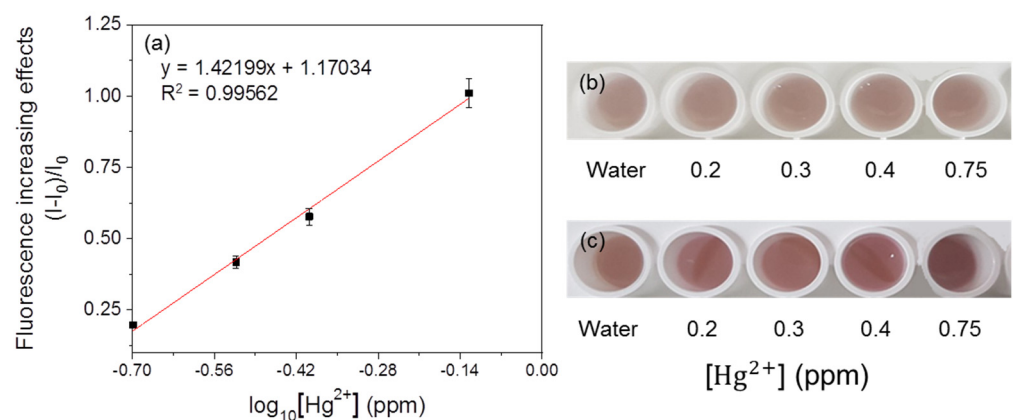 (a)
y = 1.42199x + 1.17034
R² = 0.99562
Fluorescence increasing effects
(I-I₀)/I₀
1.25
1.00
0.75
0.50
0.25
-0.70 -0.56 -0.42 -0.28 -0.14 0.00
log₁₀[Hg²⁺] (ppm)
(b)
Water 0.2 0.3 0.4 0.75
(c)
Water 0.2 0.3 0.4 0.75
[Hg²⁺] (ppm)